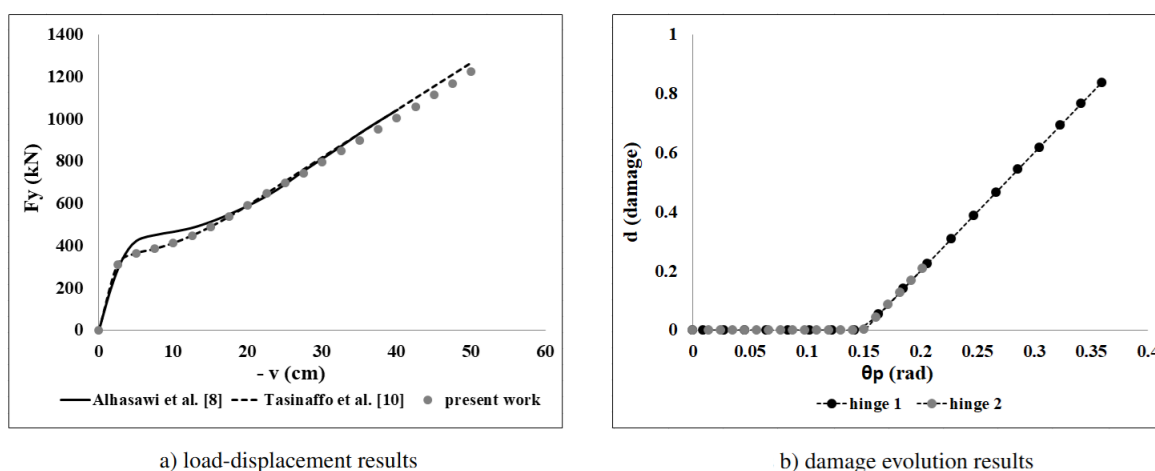 1400
1200
1000
800
600
400
200
0
Fy (kN)
0 10 20 30 40 50 60
- v (cm)
Alhasawi et al. [8] Tasinaffo et al. [10] present work
a) load-displacement results
1
0.8
0.6
0.4
0.2
0
d (damage)
0 0.05 0.1 0.15 0.2 0.25 0.3 0.35 0.4
θp (rad)
hinge 1 hinge 2
b) damage evolution results